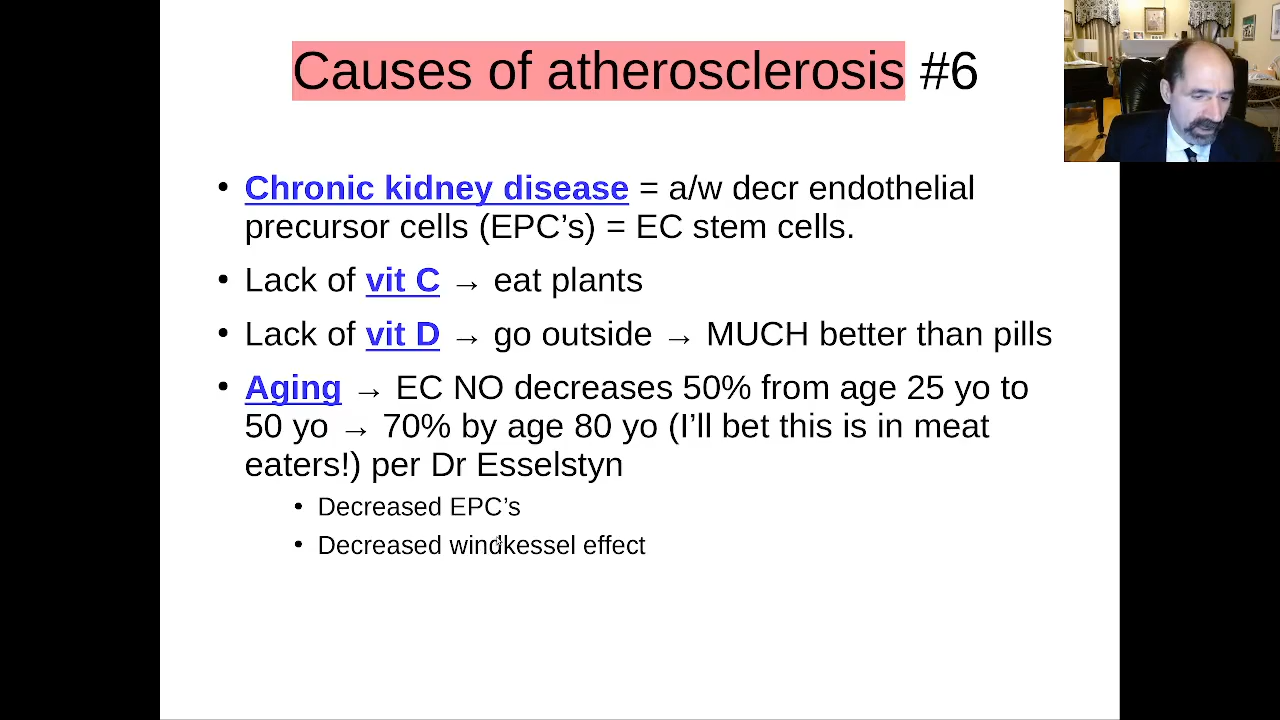 Causes of atherosclerosis #6
• Chronic kidney disease = a/w decr endothelial
precursor cells (EPC’s) = EC stem cells.
• Lack of vit C → eat plants
• Lack of vit D → go outside → MUCH better than pills
• Aging → EC NO decreases 50% from age 25 yo to
50 yo → 70% by age 80 yo (I’ll bet this is in meat
eaters!) per Dr Esselstyn
• Decreased EPC’s
• Decreased windkessel effect